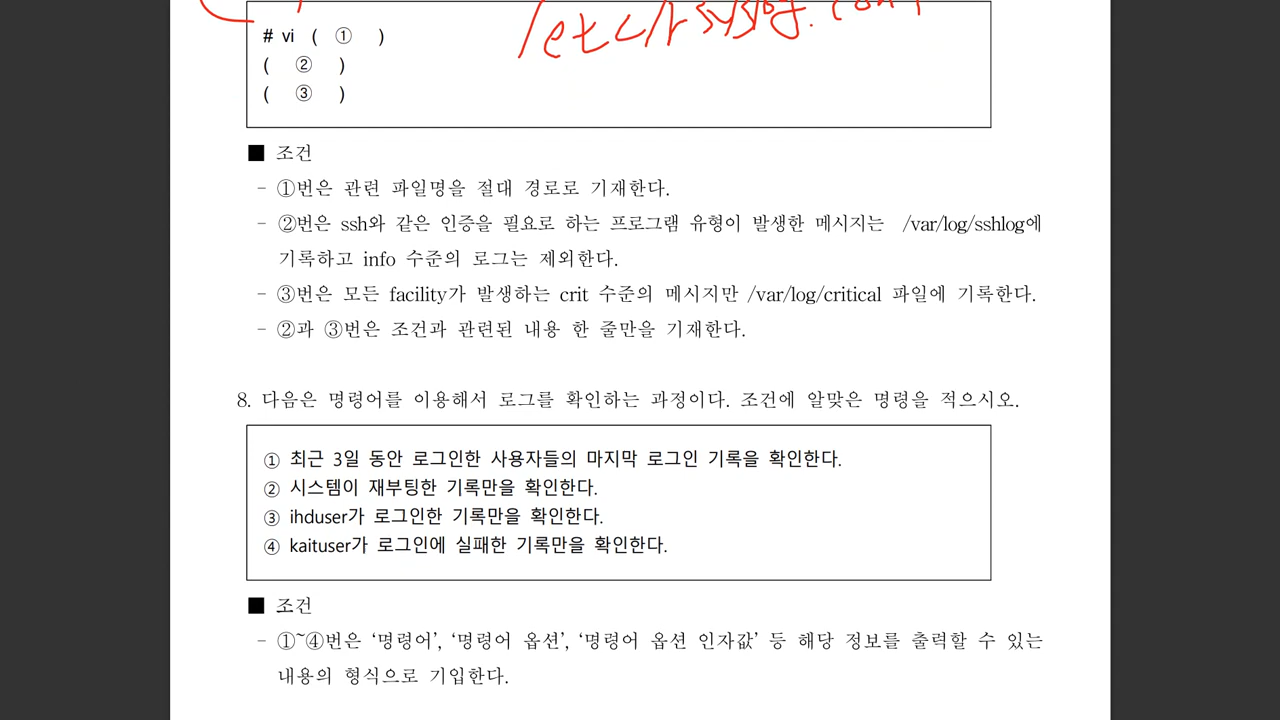 /etc/rsyslog.conf
# vi ( ① )
( ② )
( ③ )
■ 조건
- ①번은 관련 파일명을 절대 경로로 기재한다.
- ②번은 ssh와 같은 인증을 필요로 하는 프로그램 유형이 발생한 메시지는 /var/log/sshlog에
기록하고 info 수준의 로그는 제외한다.
- ③번은 모든 facility가 발생하는 crit 수준의 메시지만 /var/log/critical 파일에 기록한다.
- ②과 ③번은 조건과 관련된 내용 한 줄만을 기재한다.
8. 다음은 명령어를 이용해서 로그를 확인하는 과정이다. 조건에 알맞은 명령을 적으시오.
① 최근 3일 동안 로그인한 사용자들의 마지막 로그인 기록을 확인한다.
② 시스템이 재부팅한 기록만을 확인한다.
③ ihduser가 로그인한 기록만을 확인한다.
④ kaituser가 로그인에 실패한 기록만을 확인한다.
■ 조건
- ①~④번은 ‘명령어’, ‘명령어 옵션’, ‘명령어 옵션 인자값’ 등 해당 정보를 출력할 수 있는
내용의 형식으로 기입한다.